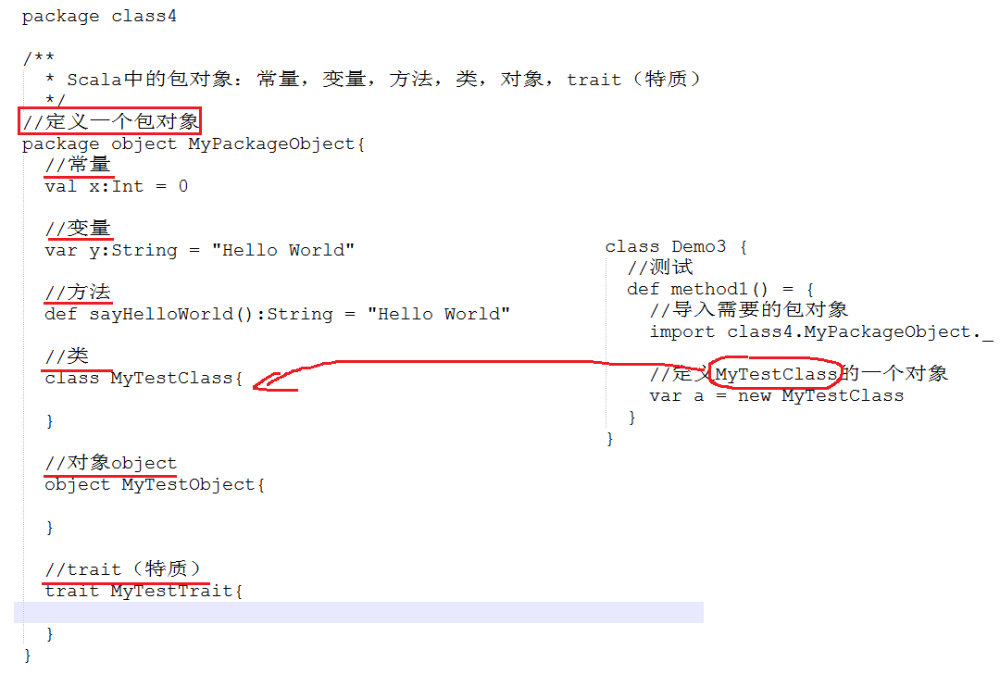 package class4
/**
* Scala中的包对象：常量，变量，方法，类，对象，trait（特质）
*/
//定义一个包对象
package object MyPackageObject{
//常量
val x:Int = 0
//变量
var y:String = "Hello World"
//方法
def sayHelloWorld():String = "Hello World"
//类
class MyTestClass{
}
//对象object
object MyTestObject{
}
//trait（特质）
trait MyTestTrait{
}
}
class Demo3 {
//测试
def method1() = {
//导入需要的包对象
import class4.MyPackageObject._
//定义MyTestClass的一个对象
var a = new MyTestClass
}
}